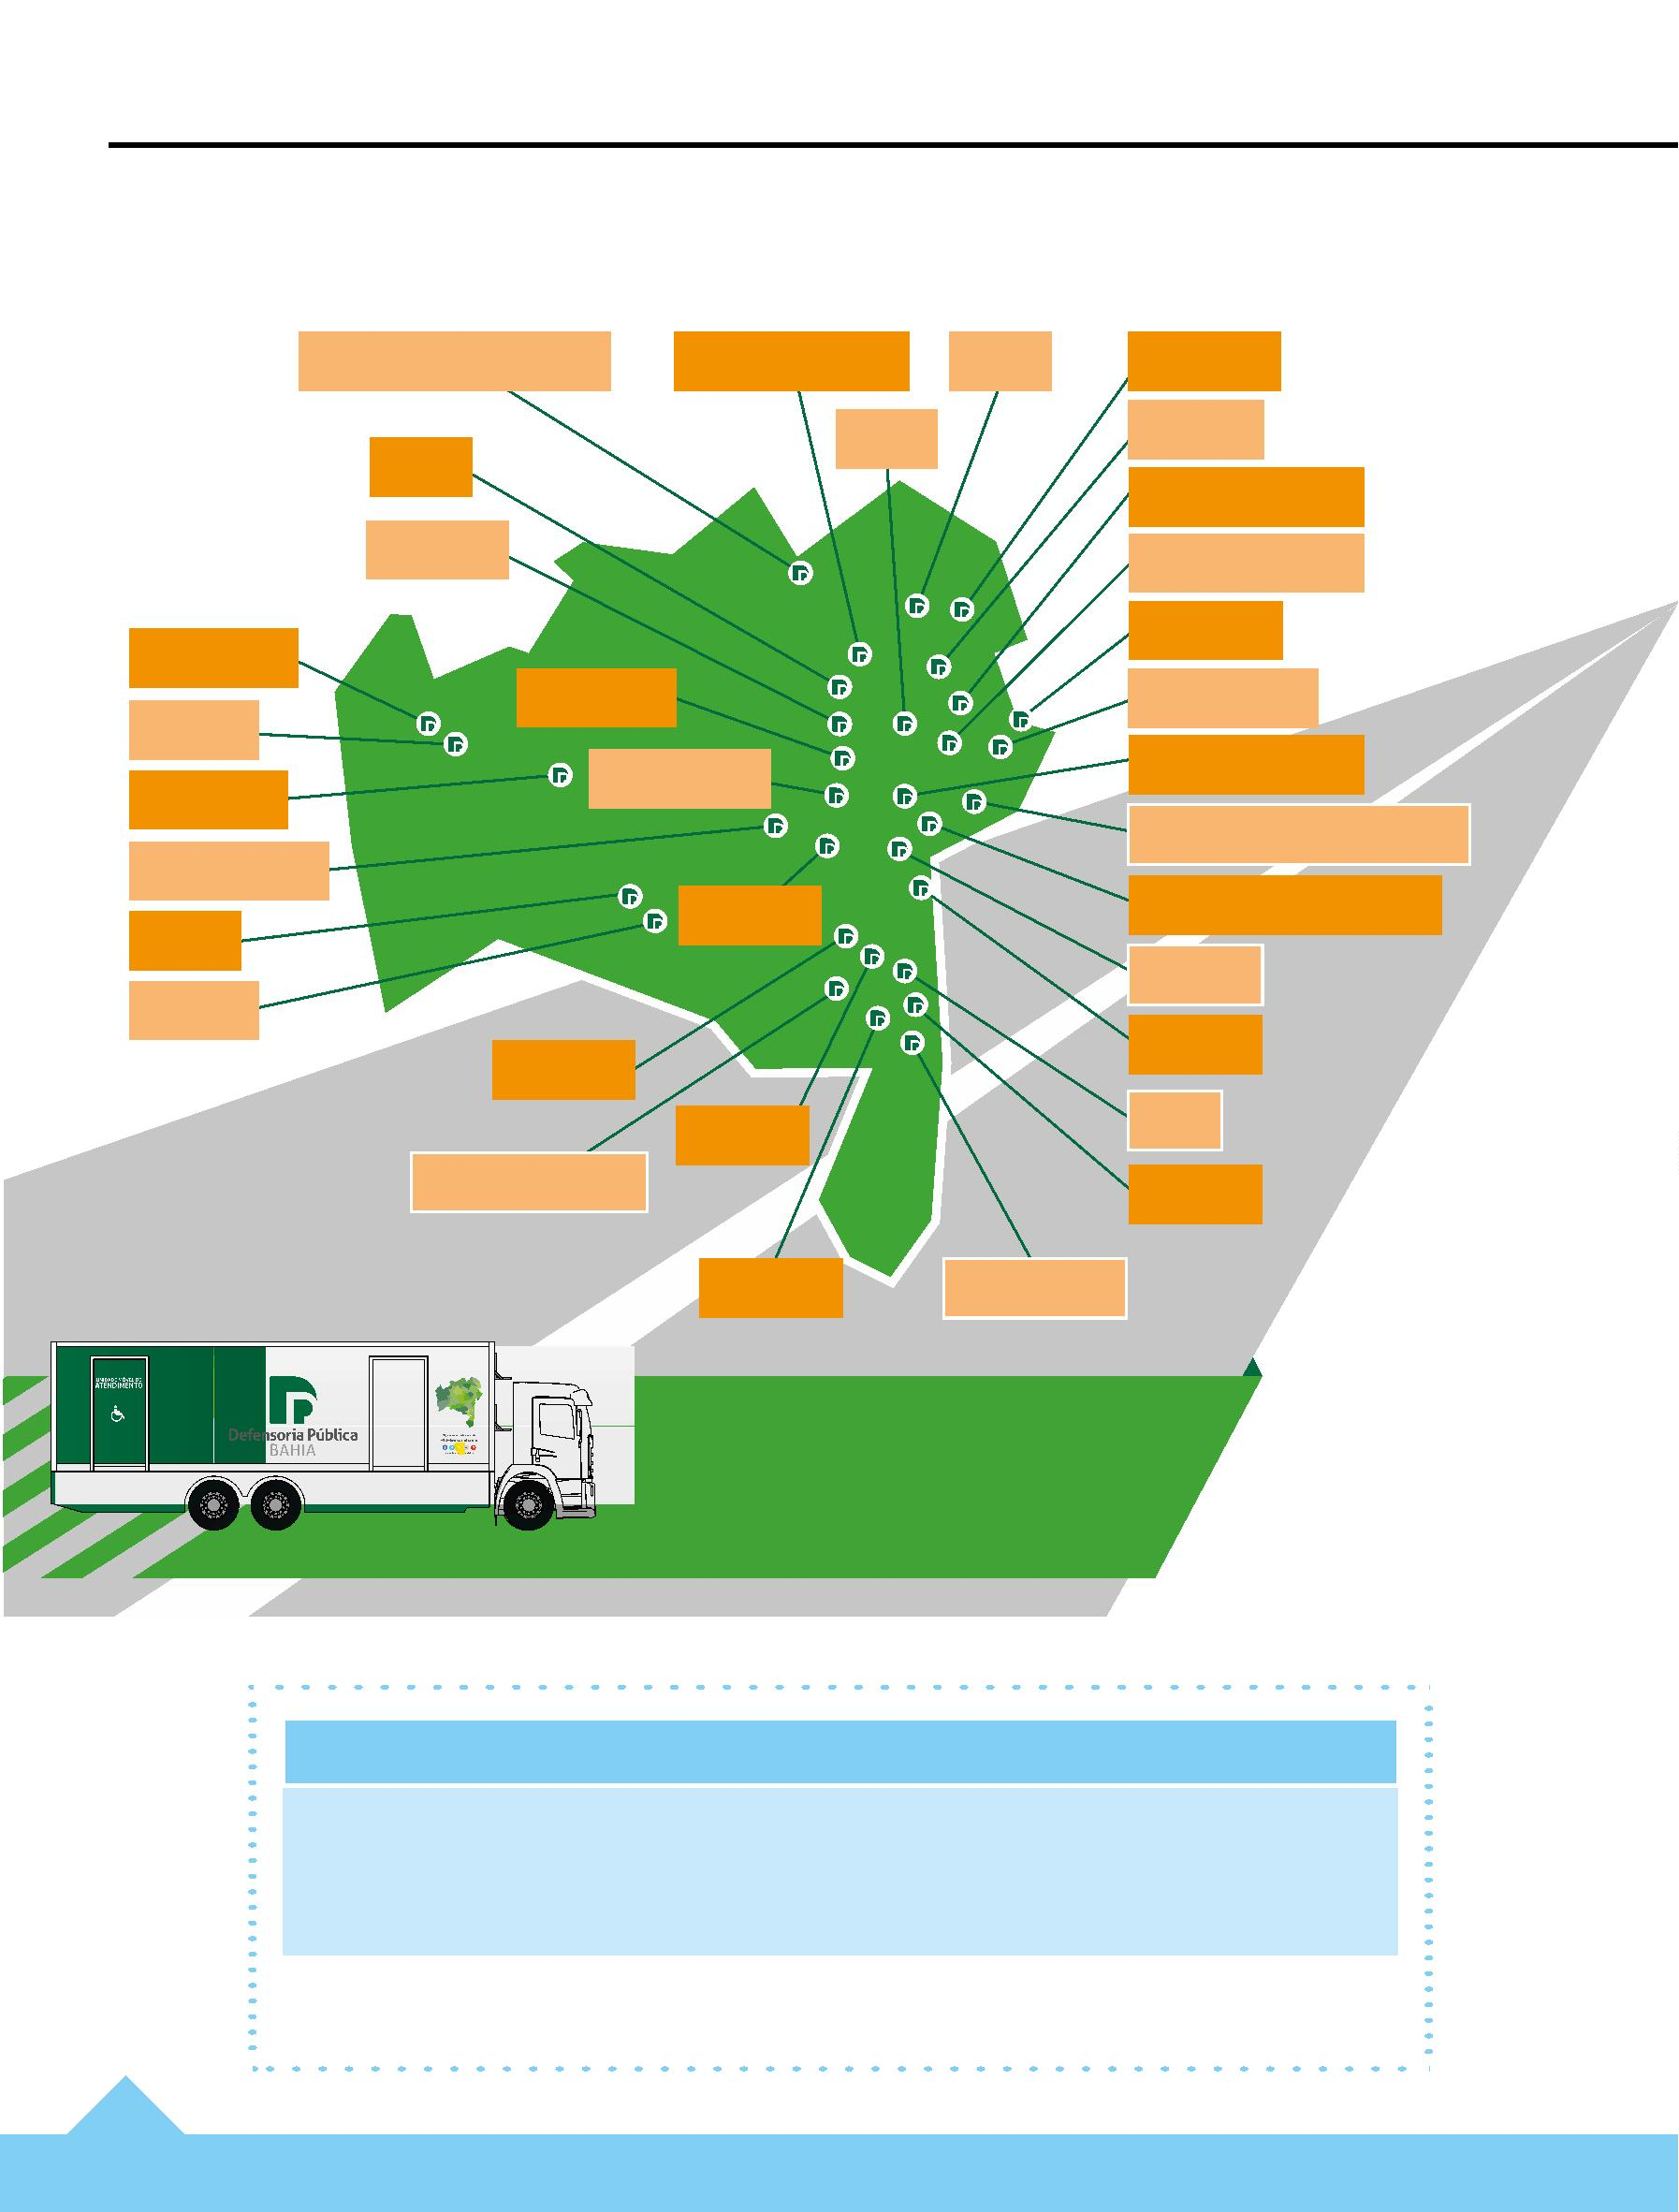 UNIDADE MÓVEL DE
ATENDIMENTO
Defensoria Pública
BAHIA